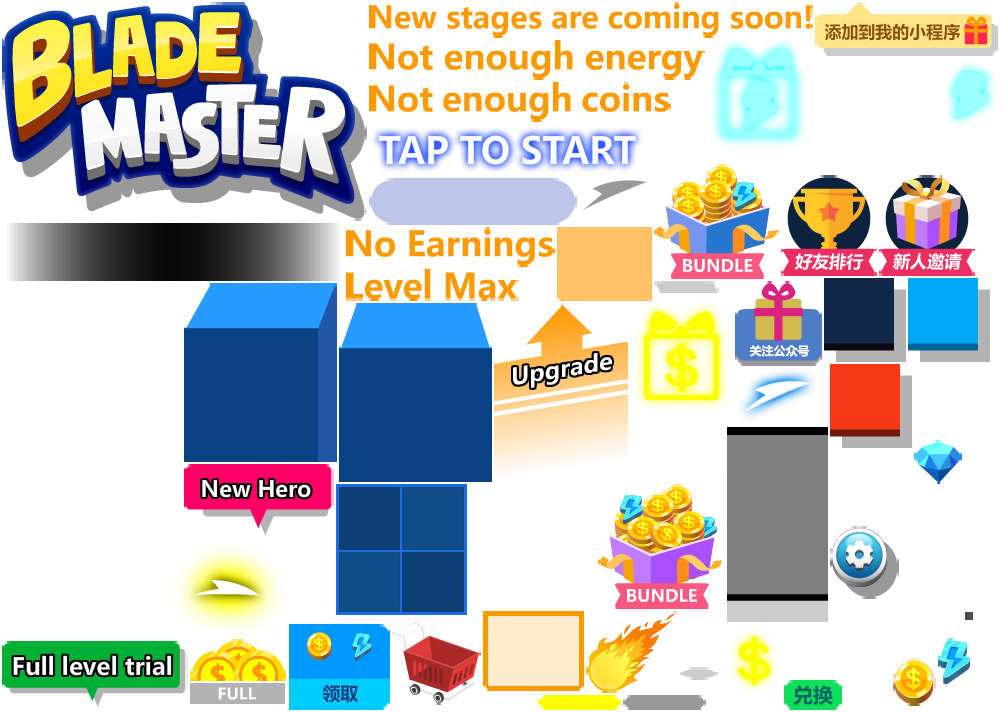 BLADE
MASTER
New stages are coming soon!
Not enough energy
Not enough coins
TAP TO START
添加到我的小程序
No Earnings
Level Max
BUNDLE
好友排行
新人邀请
Upgrade
$
关注公众号
New Hero
BUNDLE
Full level trial
FULL
领取
$
兑换